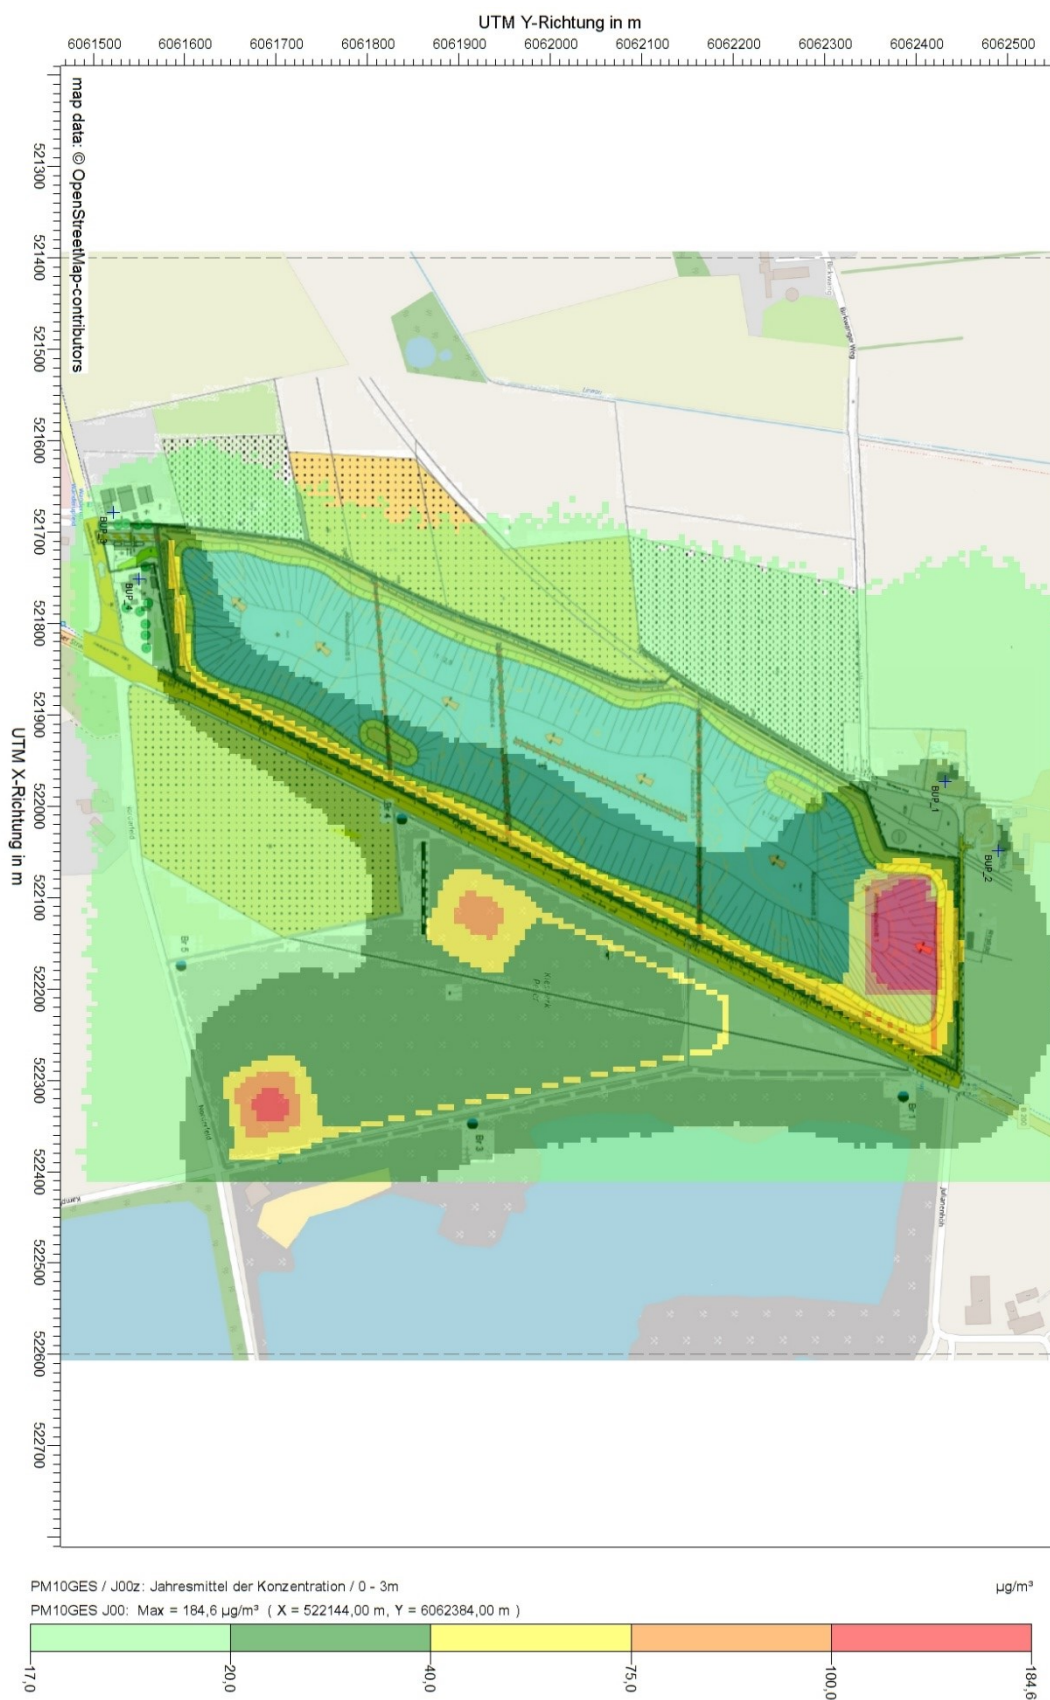 UTM Y-Richtung in m
6061500 6061600 6061700 6061800 6061900 6062000 6062100 6062200 6062300 6062400 6062500
map data: © OpenStreetMap-contributors
UTM X-Richtung in m
521300
521400
521500
521600
521700
521800
521900
522000
522100
522200
522300
522400
522500
522600
522700
Birkwanger Weg
BUP_3
BUP_1
BUP_2
Br 4
Br 5
Br 3
Julianenhöh
PM10GES / J00z: Jahresmittel der Konzentration / 0 - 3m
µg/m³
PM10GES J00: Max = 184,6 µg/m³ ( X = 522144,00 m, Y = 6062384,00 m )
17,0 20,0 40,0 75,0 100,0 184,6